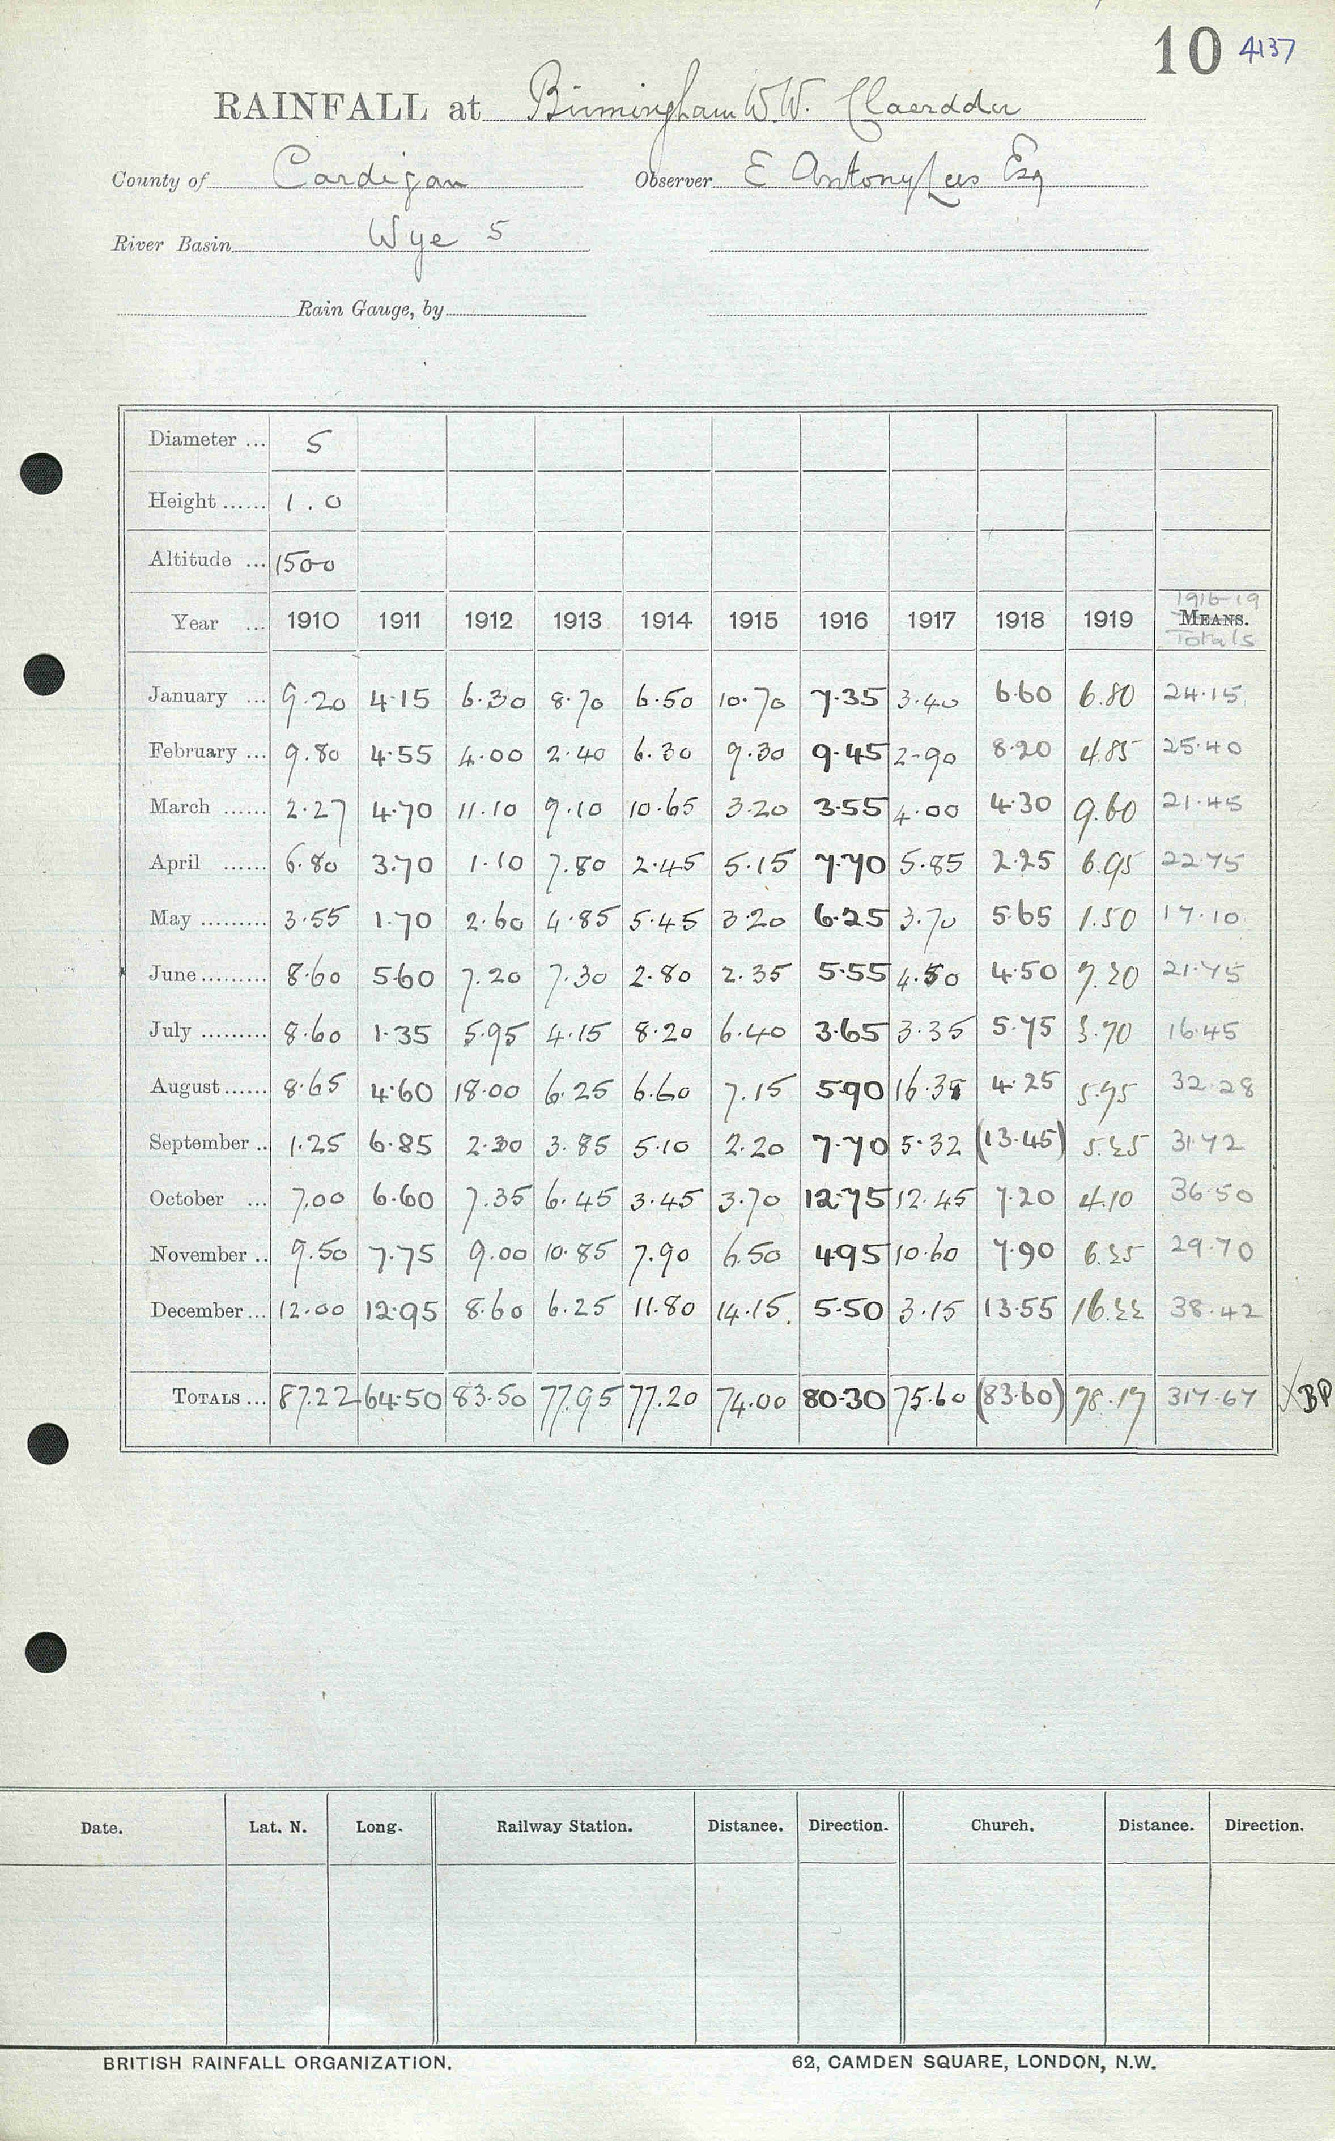 10 4137
RAINFALL at Birmingham W.W. Claerddu
County of Cardigan Observer E Antony Lees Esq
River Basin Wye 5
Rain Gauge, by
Diameter ... 5
Height ...... 1.0
Altitude ... 1500
1916-19
Year ... 1910 1911 1912 1913 1914 1915 1916 1917 1918 1919 MEANS.
Totals
January ... 9.20 4.15 6.30 8.70 6.50 10.70 7.35 3.40 6.60 6.80 24.15
February ... 9.80 4.55 4.00 2.40 6.30 9.30 9.45 2.90 8.20 4.85 25.40
March ...... 2.27 4.70 11.10 9.10 10.65 3.20 3.55 4.00 4.30 9.60 21.45
April ...... 6.80 3.70 1.10 7.80 2.45 5.15 7.70 5.85 2.25 6.95 22.75
May ......... 3.55 1.70 2.60 4.85 5.45 3.20 6.25 3.70 5.65 1.50 17.10
June ......... 8.60 5.60 7.20 7.30 2.80 2.35 5.55 4.50 4.50 7.20 21.75
July ......... 8.60 1.35 5.95 4.15 8.20 6.40 3.65 3.35 5.75 3.70 16.45
August ...... 8.65 4.60 18.00 6.25 6.60 7.15 5.90 16.38 4.25 5.75 32.28
September .. 1.25 6.85 2.30 3.85 5.10 2.20 7.70 5.32 (13.45) 5.25 31.72
October ... 7.00 6.60 7.35 6.45 3.45 3.70 12.75 12.45 7.20 4.10 36.50
November .. 9.50 7.75 9.00 10.85 7.90 6.50 4.95 10.60 7.90 6.25 29.70
December ... 12.00 12.95 8.60 6.25 11.80 14.15 5.50 3.15 13.55 16.22 38.42
TOTALS ... 87.22 64.50 83.50 77.95 77.20 74.00 80.30 75.60 (83.60) 78.17 317.67 X BP
Date. Lat. N. Long. Railway Station. Distance. Direction. Church. Distance. Direction.
BRITISH RAINFALL ORGANIZATION. 62, CAMDEN SQUARE, LONDON, N.W.